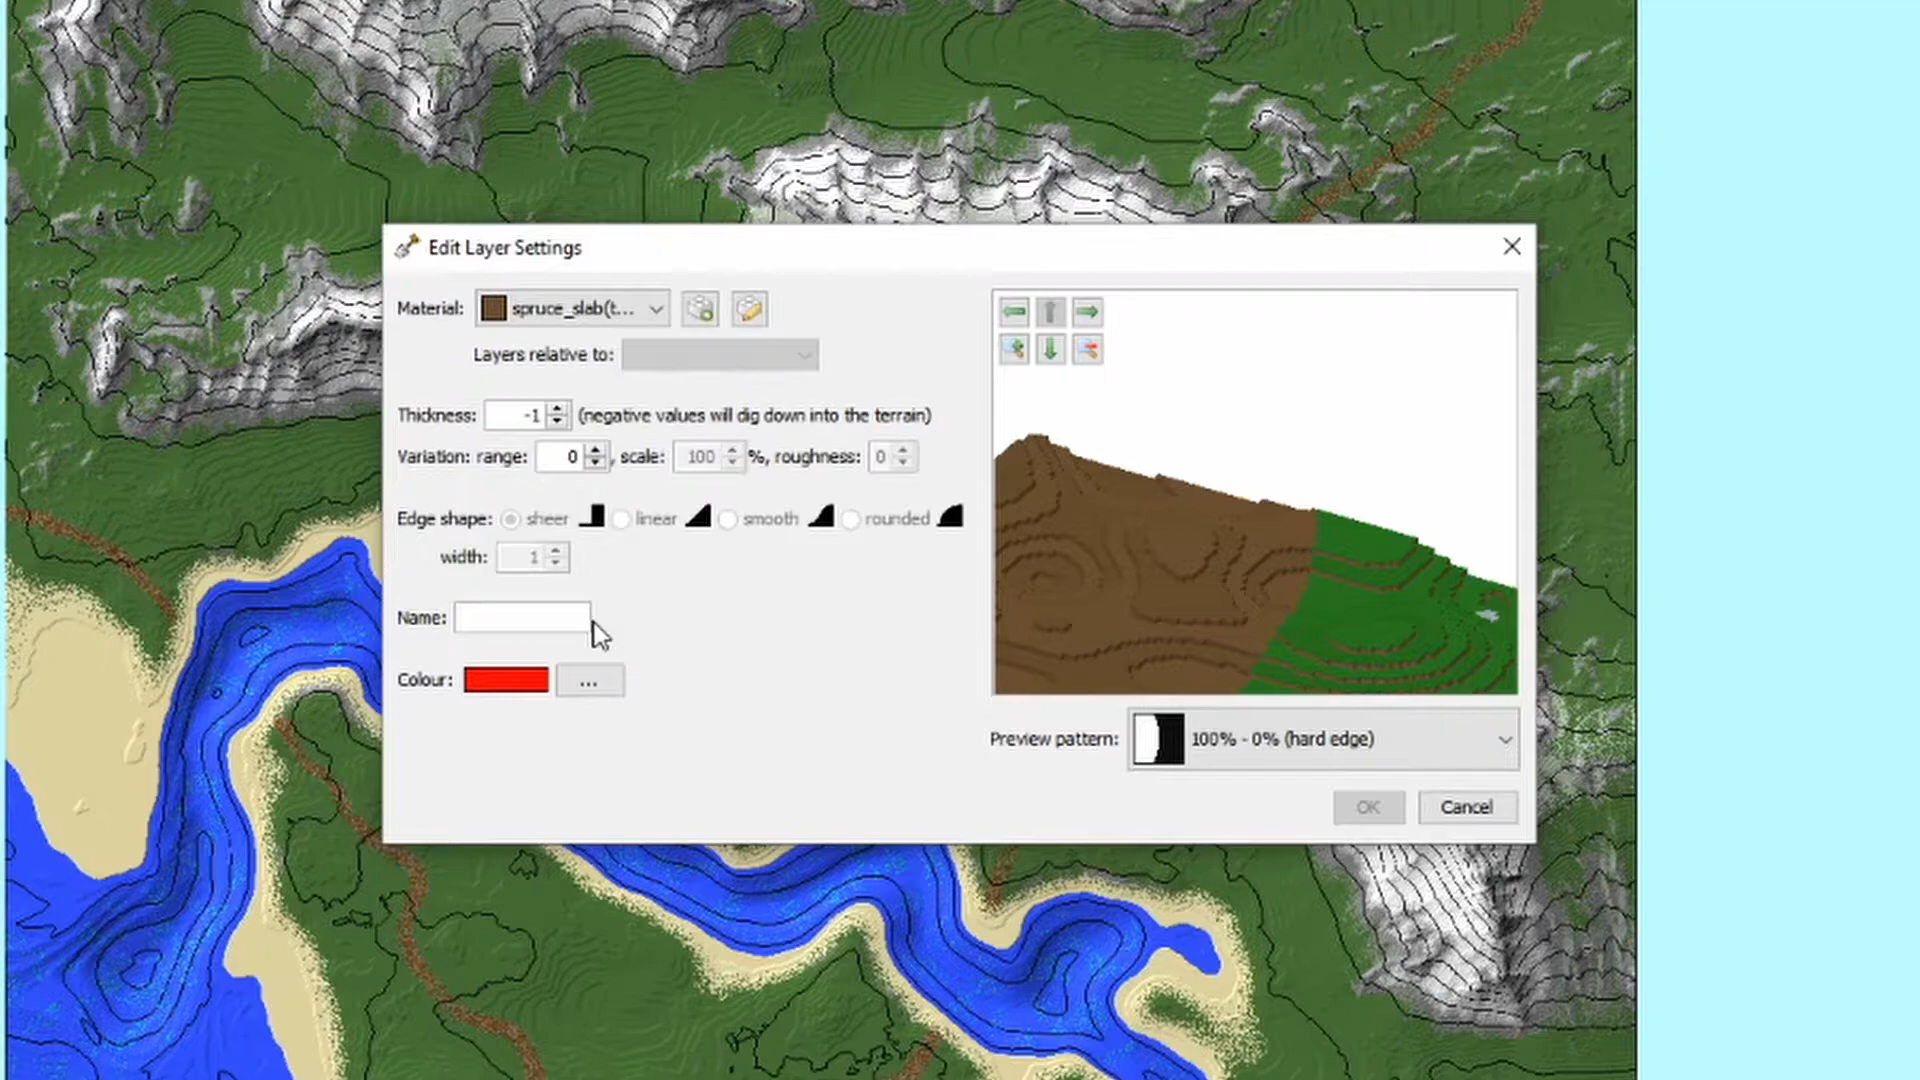 Edit Layer Settings
Material: spruce_slab(t...
Layers relative to:
Thickness: -1 (negative values will dig down into the terrain)
Variation: range: 0 , scale: 100 %, roughness: 0
Edge shape: sheer linear smooth rounded
width: 1
Name:
Colour: ...
Preview pattern: 100% - 0% (hard edge)
OK Cancel